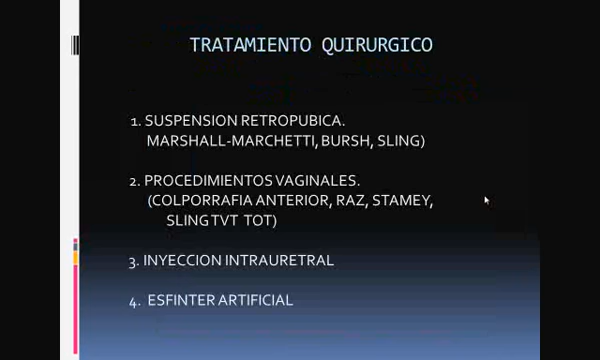 TRATAMIENTO QUIRURGICO
1. SUSPENSION RETROPUBICA.
MARSHALL-MARCHETTI, BURSH, SLING)
2. PROCEDIMIENTOS VAGINALES.
(COLPORRAFIA ANTERIOR, RAZ, STAMEY,
SLING TVT TOT)
3. INYECCION INTRAURETRAL
4. ESFINTER ARTIFICIAL